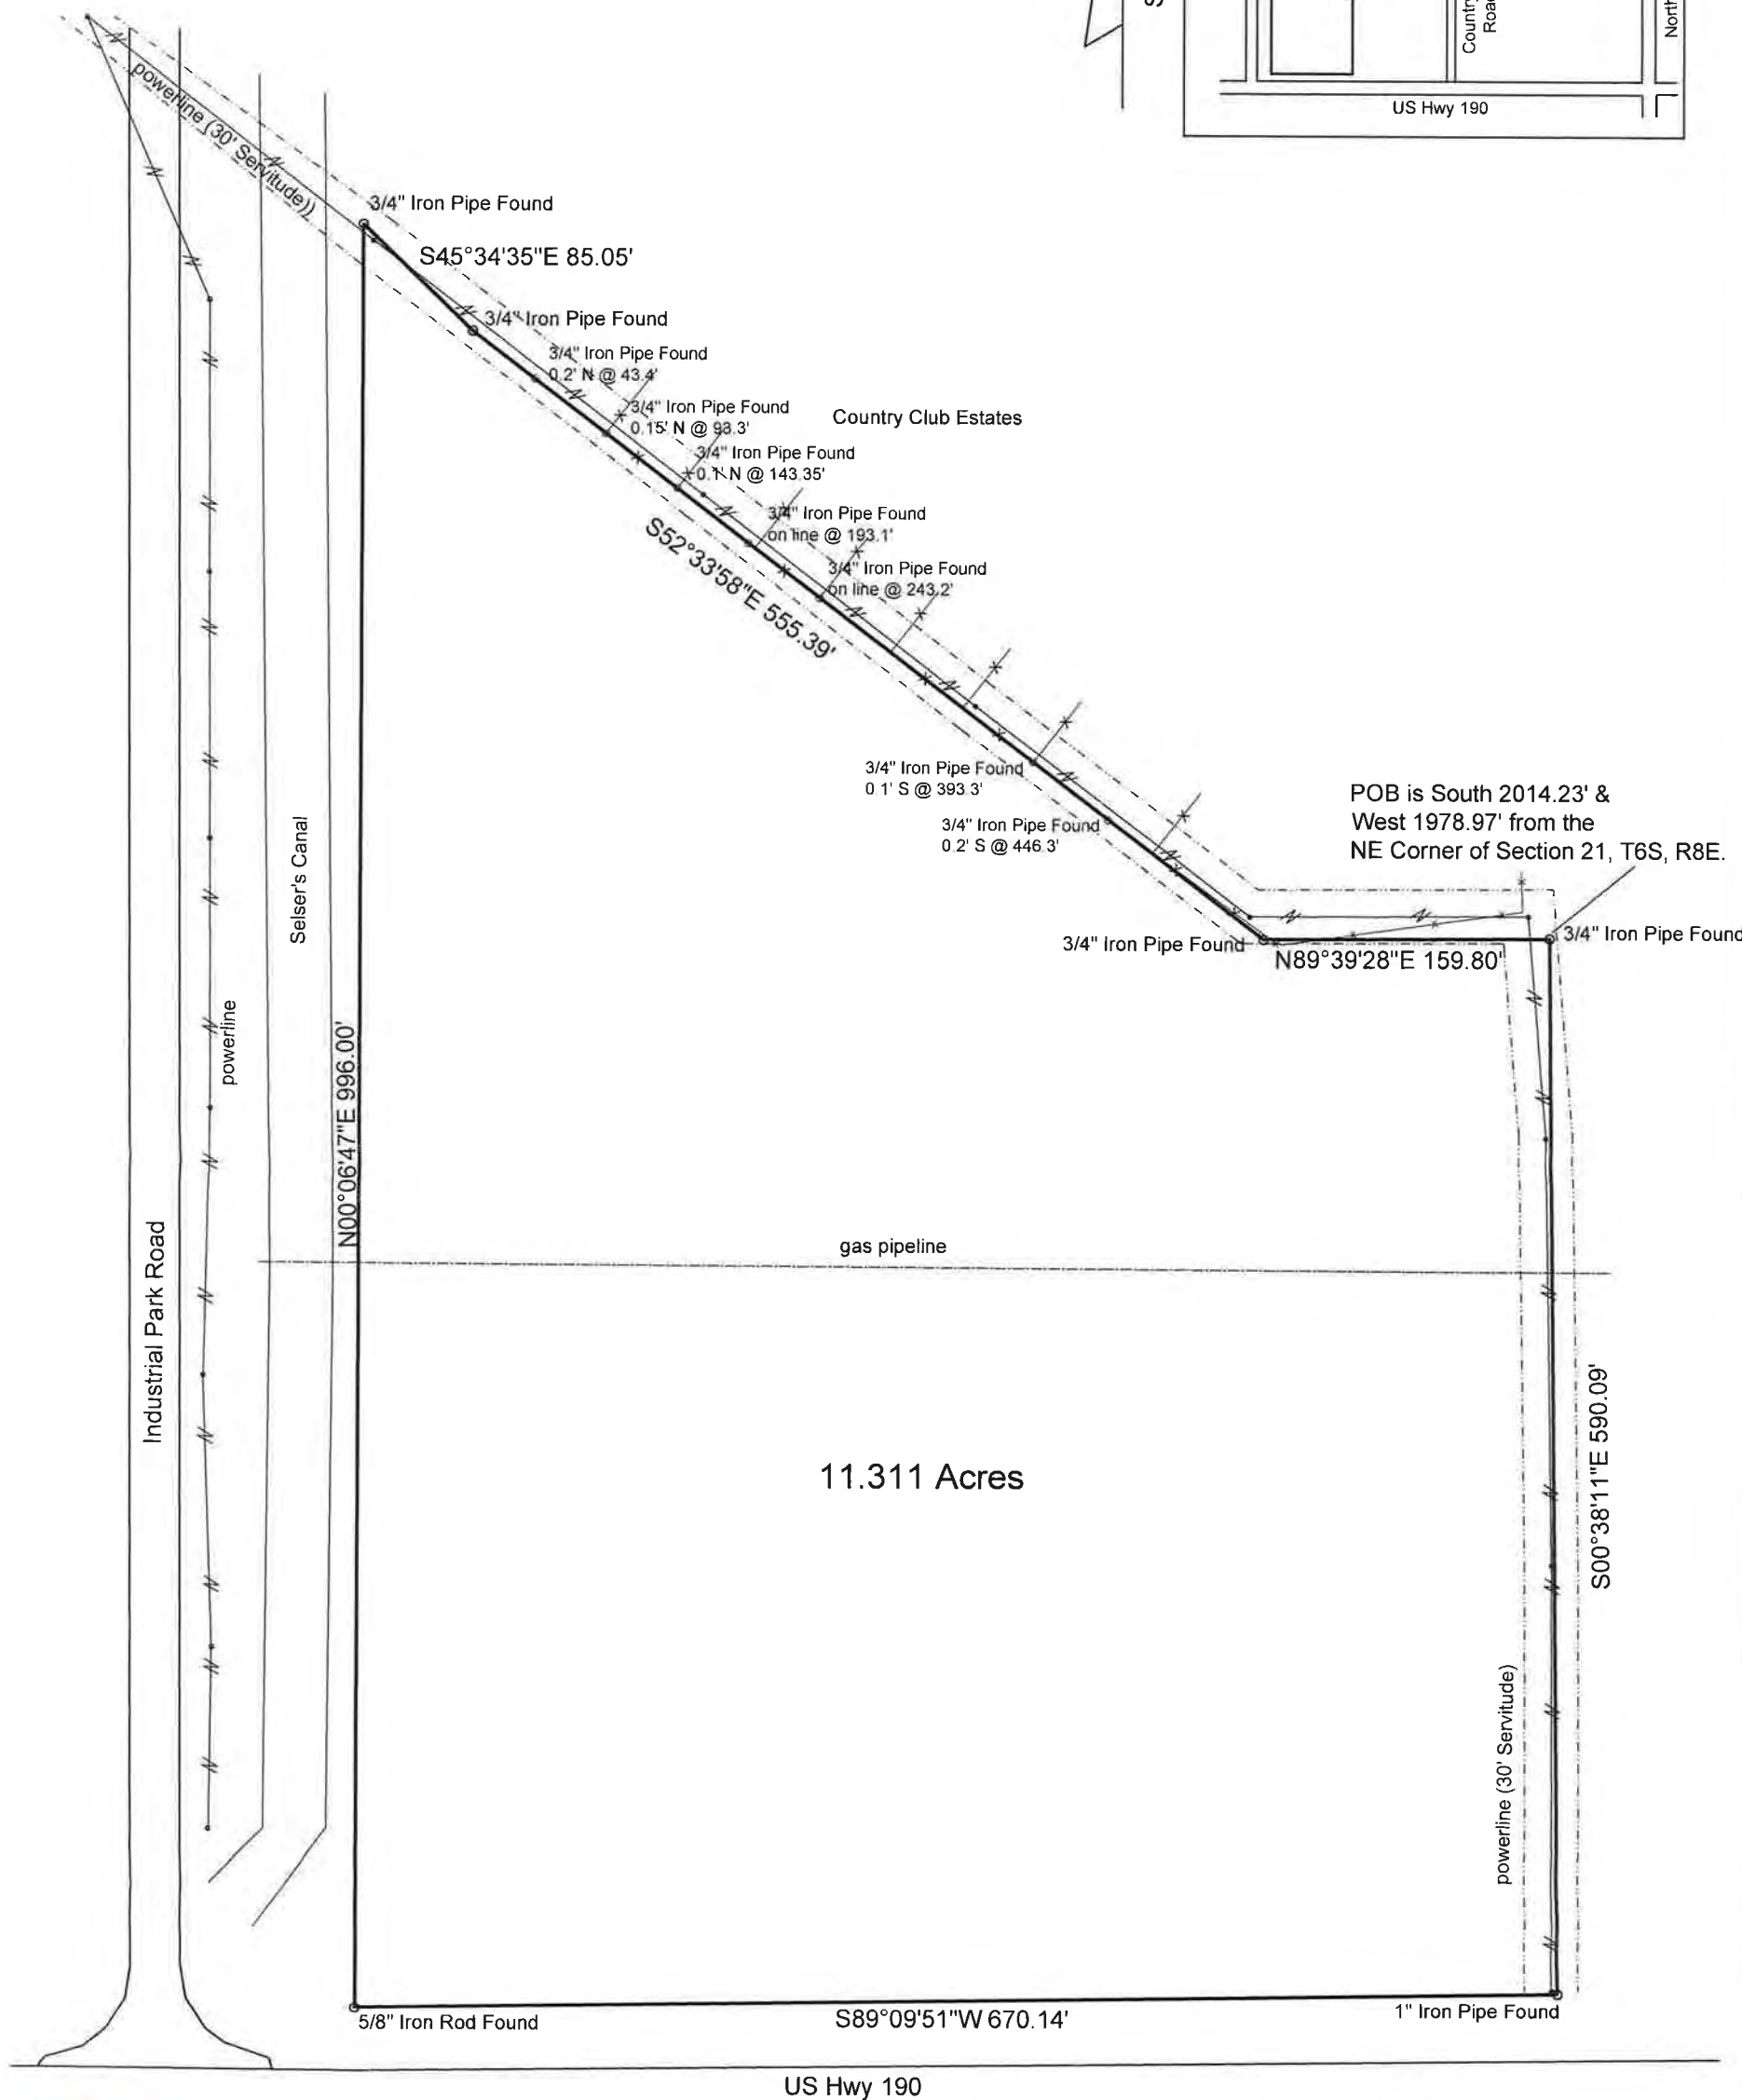 Country
Road
North
US Hwy 190
powerline (30' Servitude))
3/4" Iron Pipe Found
S45°34'35"E 85.05'
3/4" Iron Pipe Found
3/4" Iron Pipe Found
0.2' N @ 43.4'
3/4" Iron Pipe Found
0.15' N @ 93.3'
Country Club Estates
3/4" Iron Pipe Found
0.1' N @ 143.35'
3/4" Iron Pipe Found
on line @ 193.1'
3/4" Iron Pipe Found
on line @ 243.2'
S52°33'58"E 555.39'
3/4" Iron Pipe Found
0.1' S @ 393.3'
3/4" Iron Pipe Found
0.2' S @ 446.3'
POB is South 2014.23' &
West 1978.97' from the
NE Corner of Section 21, T6S, R8E.
3/4" Iron Pipe Found
3/4" Iron Pipe Found
N89°39'28"E 159.80'
Selser's Canal
powerline
N00°06'47"E 996.00'
Industrial Park Road
gas pipeline
11.311 Acres
S00°38'11"E 590.09'
powerline (30' Servitude)
5/8" Iron Rod Found
S89°09'51"W 670.14'
1" Iron Pipe Found
US Hwy 190